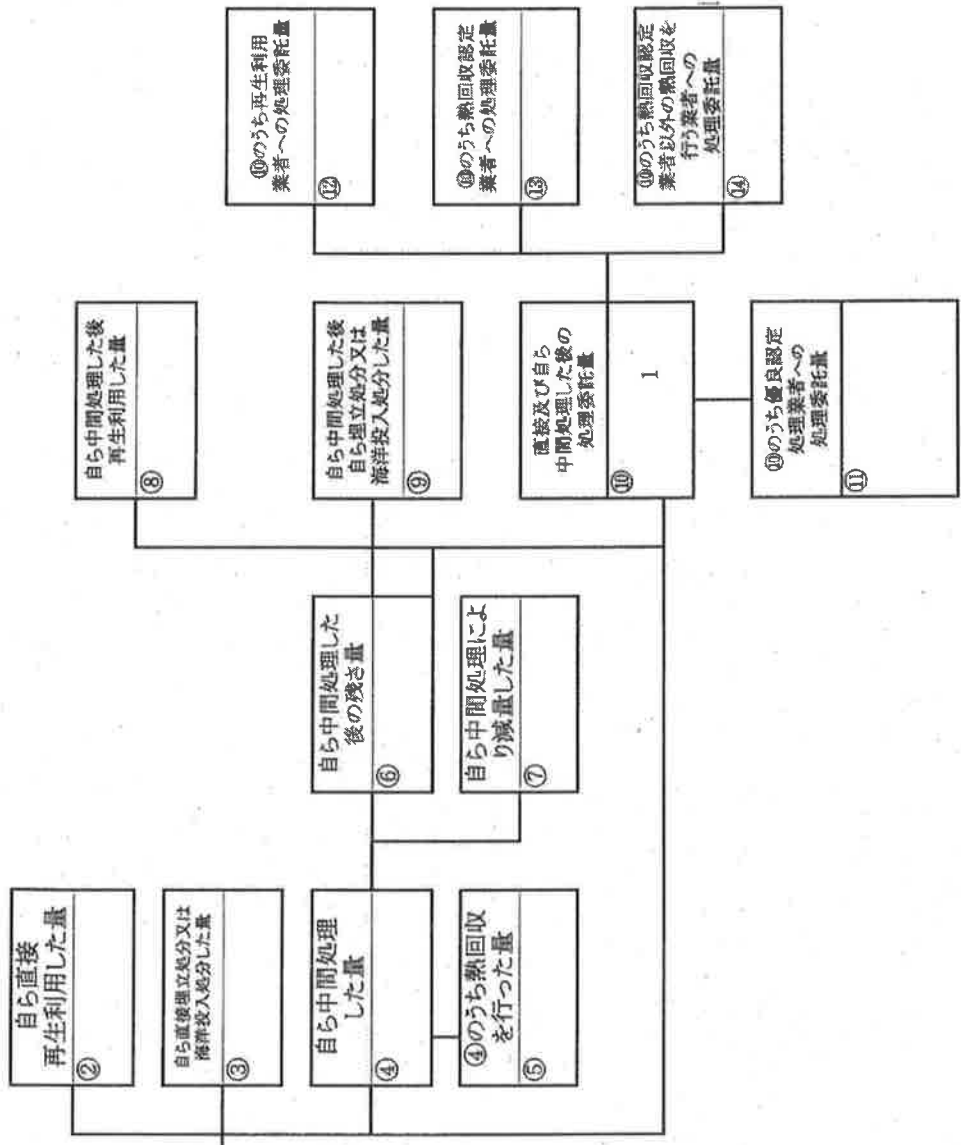 自ら直接
再生利用した量
②
自ら直接埋立処分又は
海洋投入処分した量
③
自ら中間処理
した量
④
④のうち熱回収
を行った量
⑤
自ら中間処理した
後の残さ量
⑥
自ら中間処理によ
り減量した量
⑦
自ら中間処理した後
再生利用した量
⑧
自ら中間処理した後
自ら埋立処分又は
海洋投入処分した量
⑨
直接及び自ら
中間処理した後の
処理委託量
⑩
1
⑩のうち優良認定
処理業者への
処理委託量
⑪
⑩のうち再生利用
業者への処理委託量
⑫
⑩のうち熱回収認定
業者への処理委託量
⑬
⑩のうち熱回収認定
業者以外の熱回収を
行う業者への
処理委託量
⑭